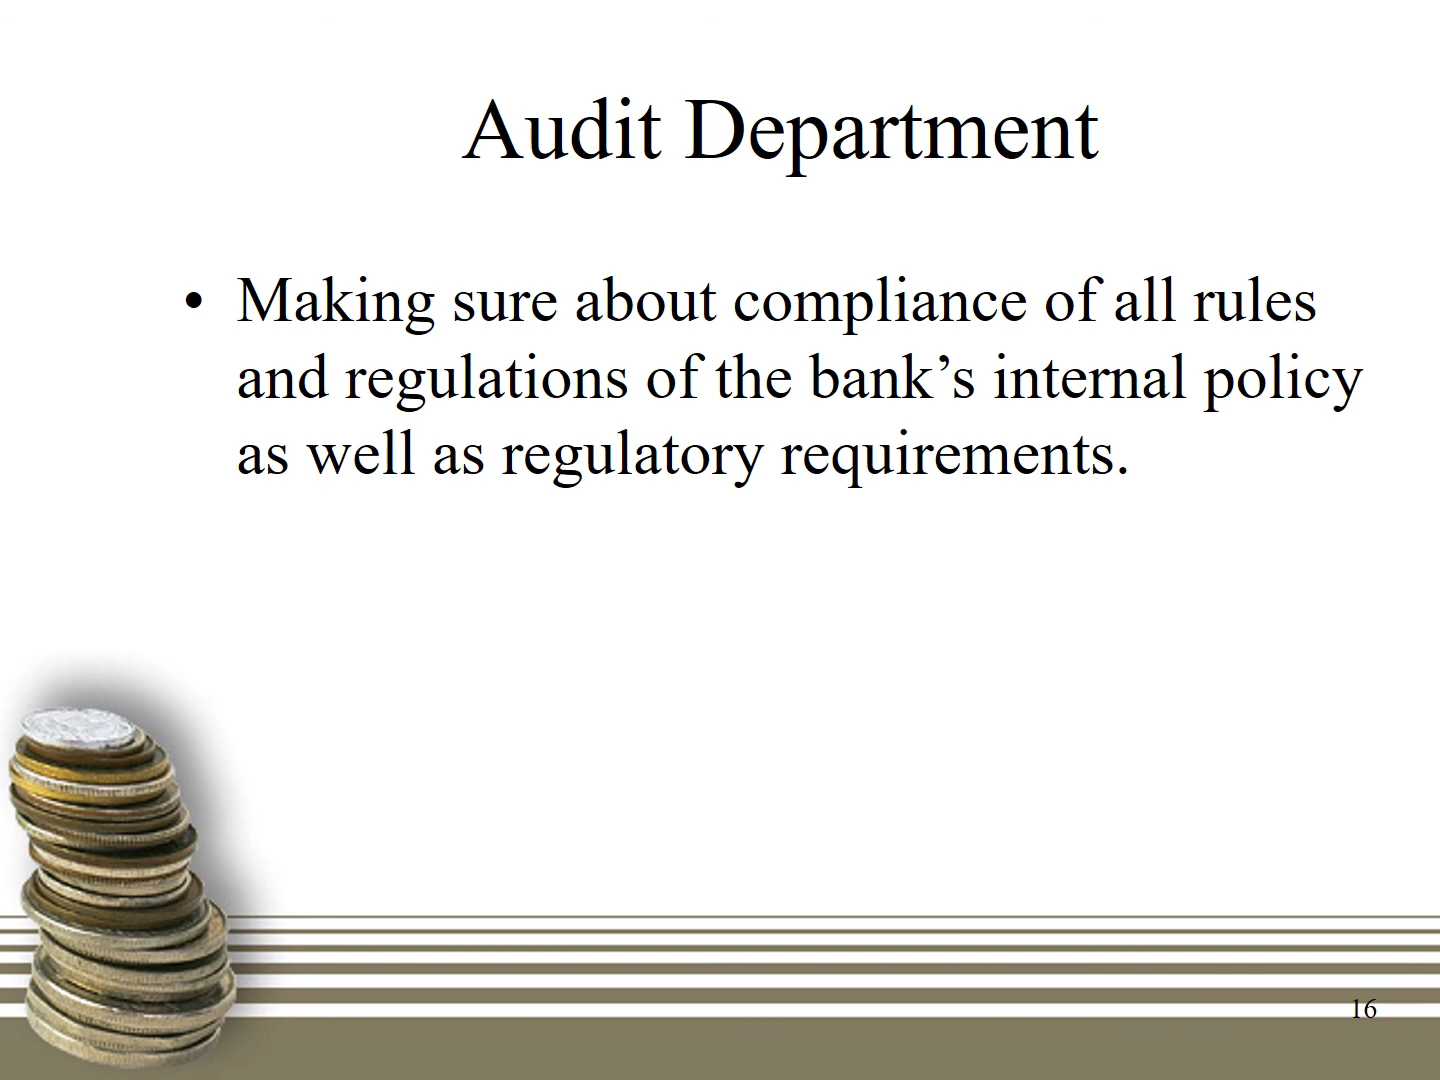 Audit Department
• Making sure about compliance of all rules
and regulations of the bank’s internal policy
as well as regulatory requirements.
16